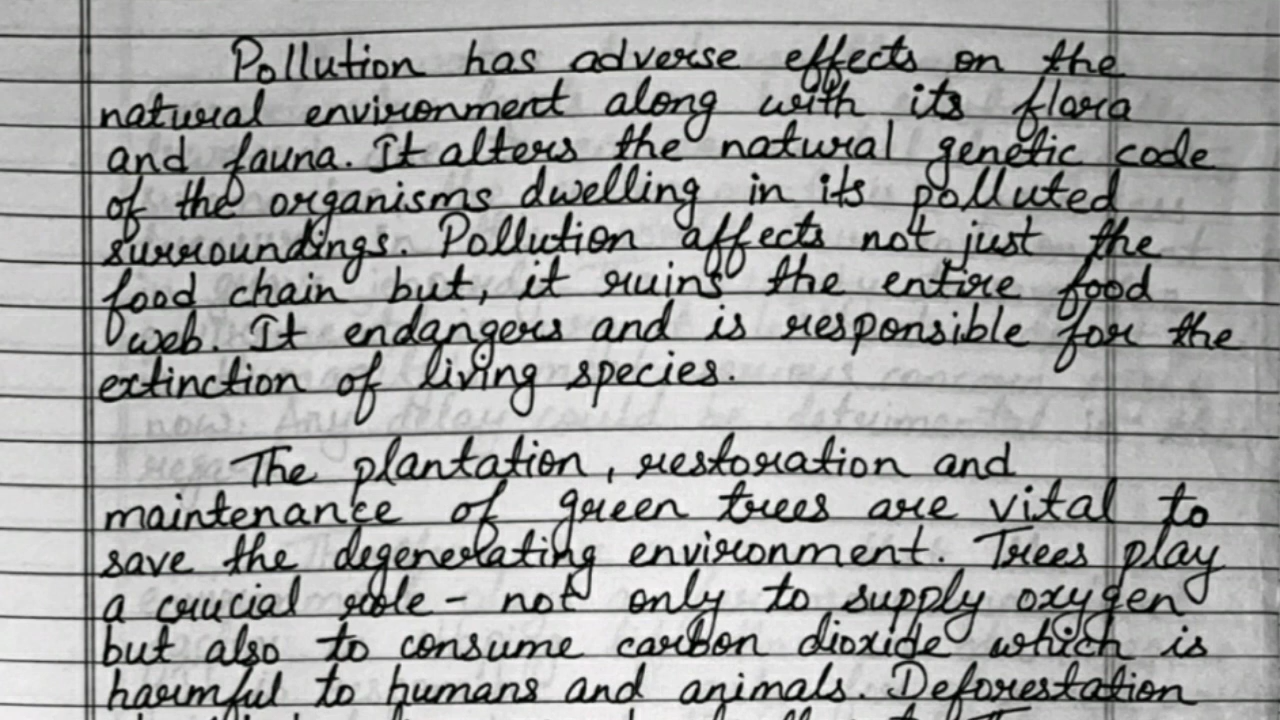 Pollution has adverse effects on the
natural environment along with its flora
and fauna. It alters the natural genetic code
of the organisms dwelling in its polluted
surroundings. Pollution affects not just the
food chain but, it ruins the entire food
web. It endangers and is responsible for the
extinction of living species.
The plantation, restoration and
maintenance of green trees are vital to
save the degenerating environment. Trees play
a crucial role - not only to supply oxygen
but also to consume carbon dioxide which is
harmful to humans and animals. Deforestation